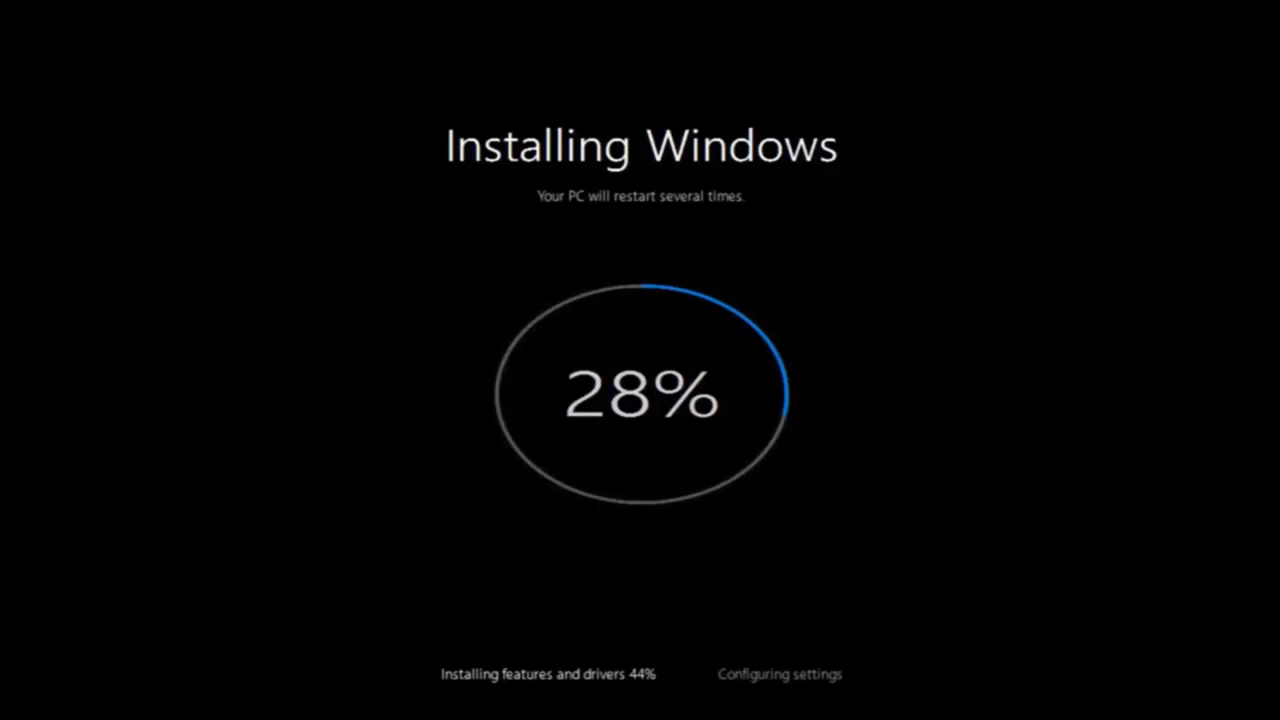 Installing Windows
Your PC will restart several times.
28%
Installing features and drivers 44% Configuring settings